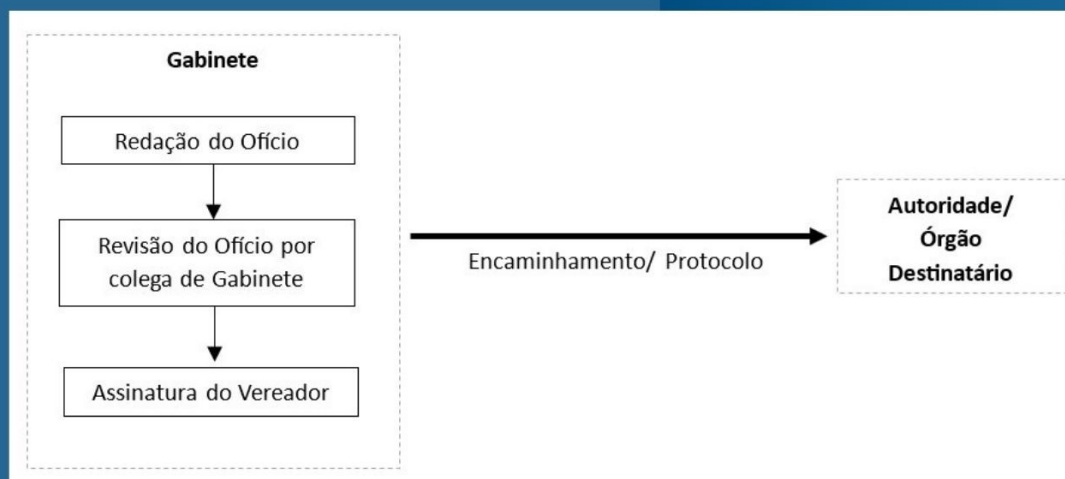 Gabinete
Redação do Ofício
Revisão do Ofício por
colega de Gabinete
Assinatura do Vereador
Encaminhamento/ Protocolo
Autoridade/
Órgão
Destinatário